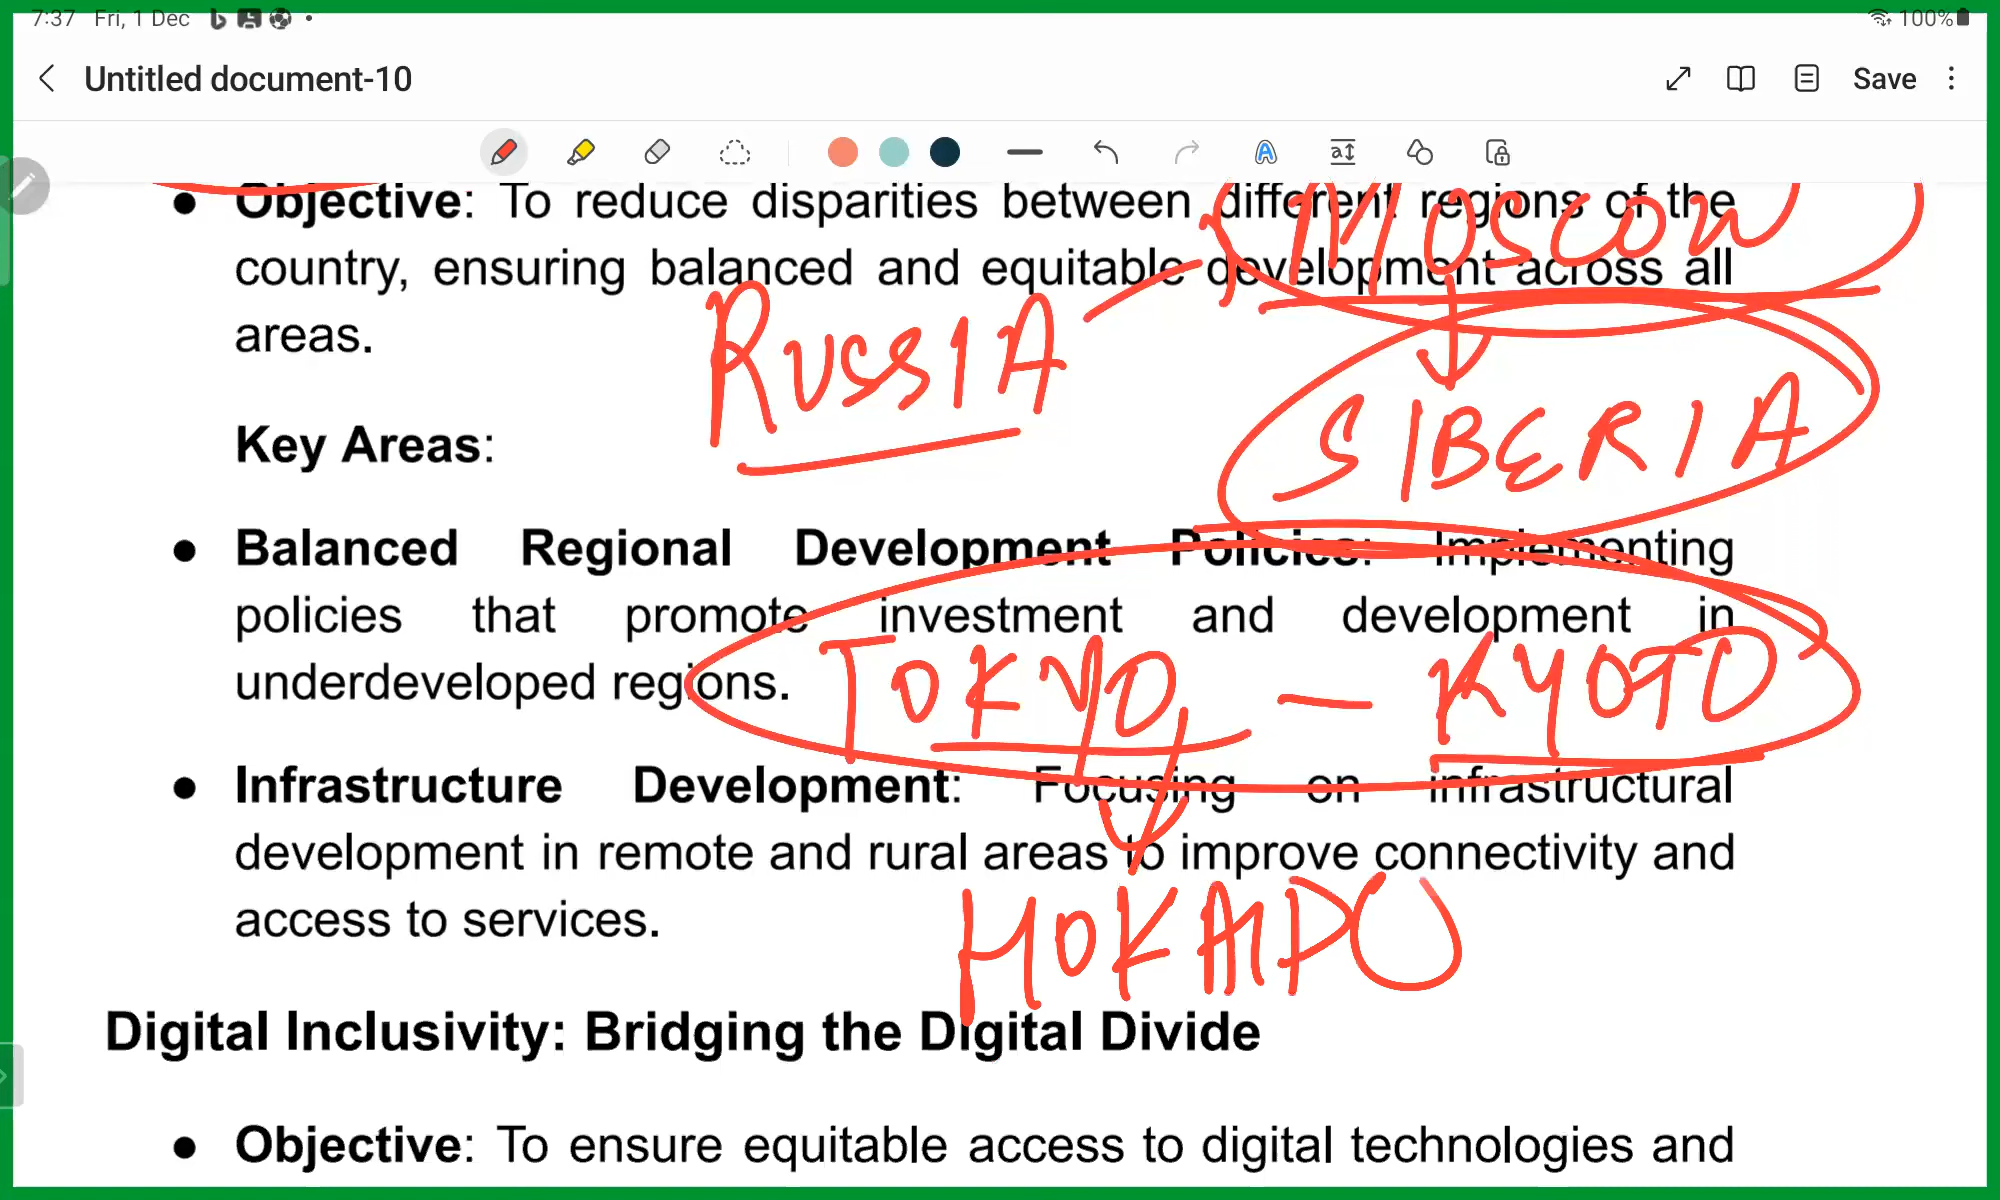 7:37 Fri, 1 Dec 100%
Untitled document-10 Save
Objective: To reduce disparities between different regions of the
MOSCOW
country, ensuring balanced and equitable development across all
areas.
RUSSIA
SIBERIA
Key Areas:
Balanced Regional Development Policies: Implementing
policies that promote investment and development in
underdeveloped regions.
TOKYO - KYOTO
Infrastructure Development: Focusing on infrastructural
development in remote and rural areas to improve connectivity and
access to services.
HOKAIDO
Digital Inclusivity: Bridging the Digital Divide
Objective: To ensure equitable access to digital technologies and